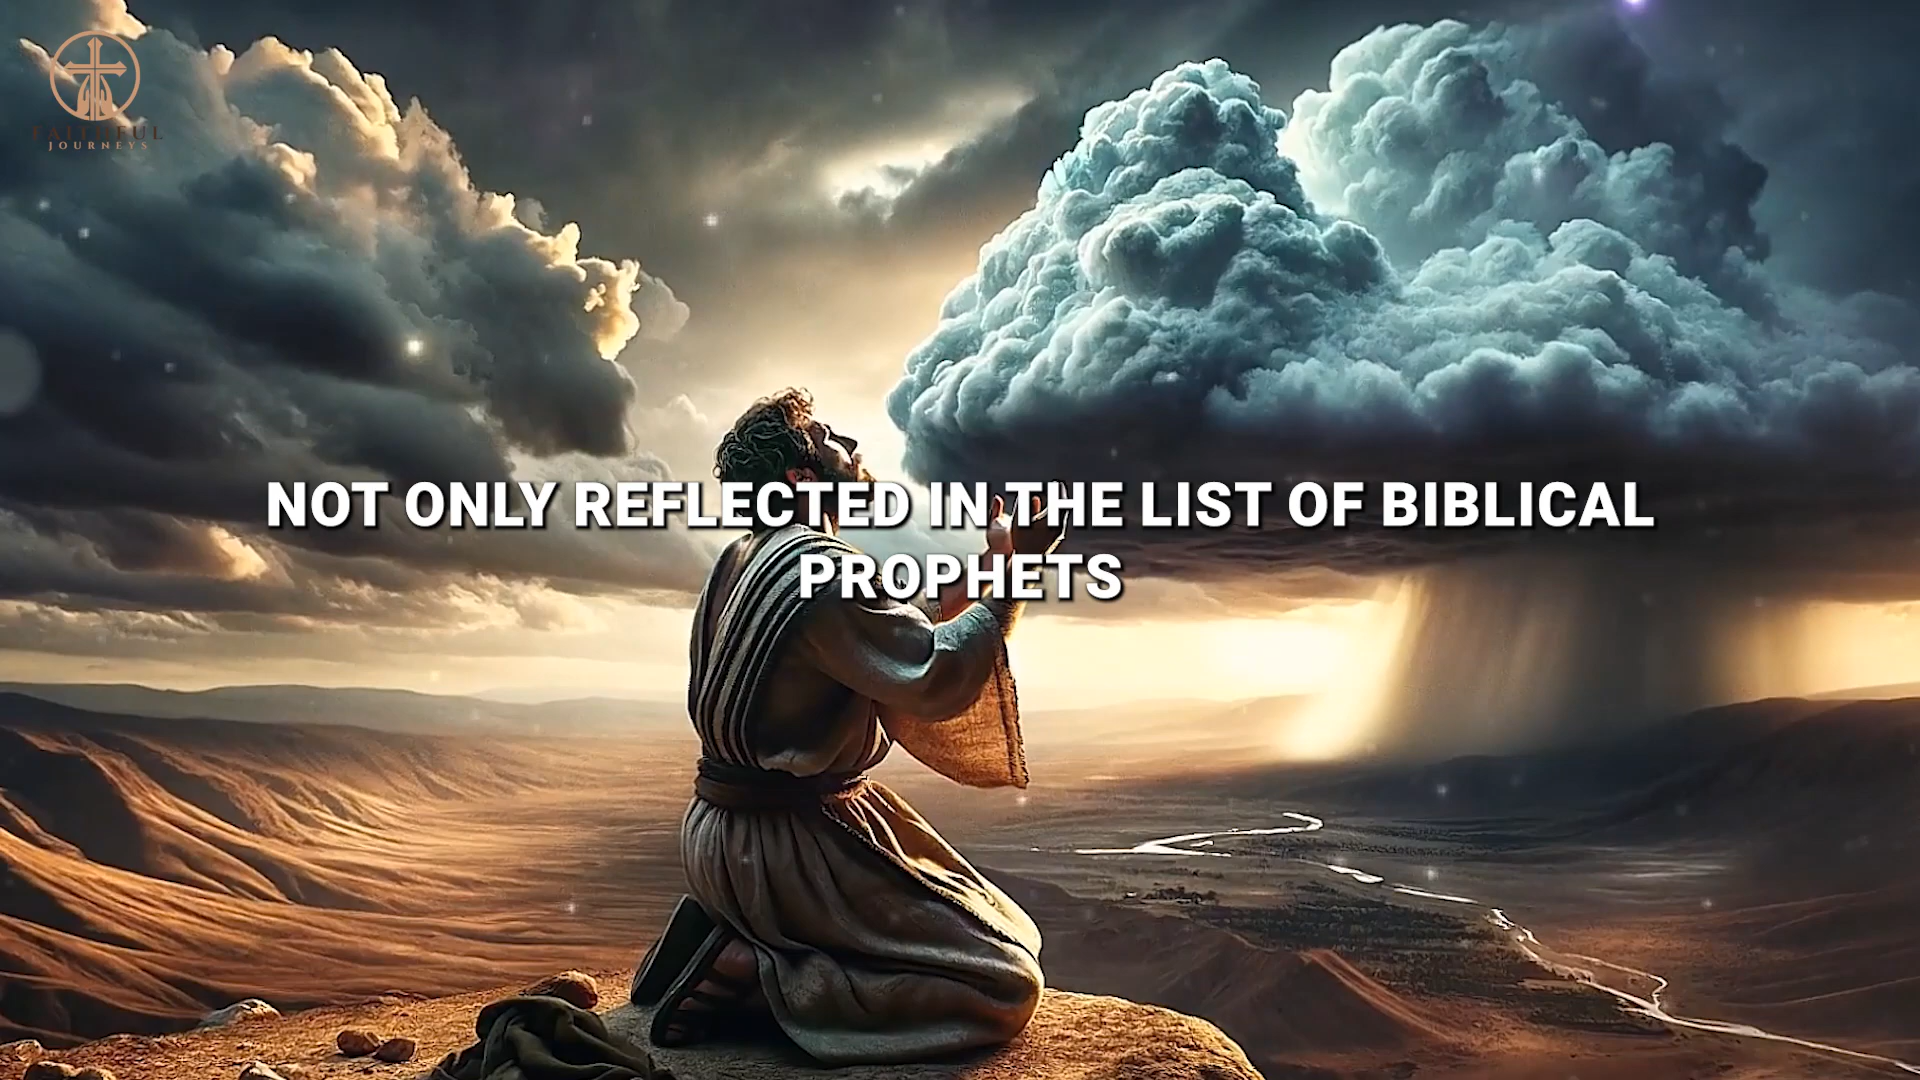 FAITHFUL
JOURNEYS
NOT ONLY REFLECTED IN THE LIST OF BIBLICAL
PROPHETS